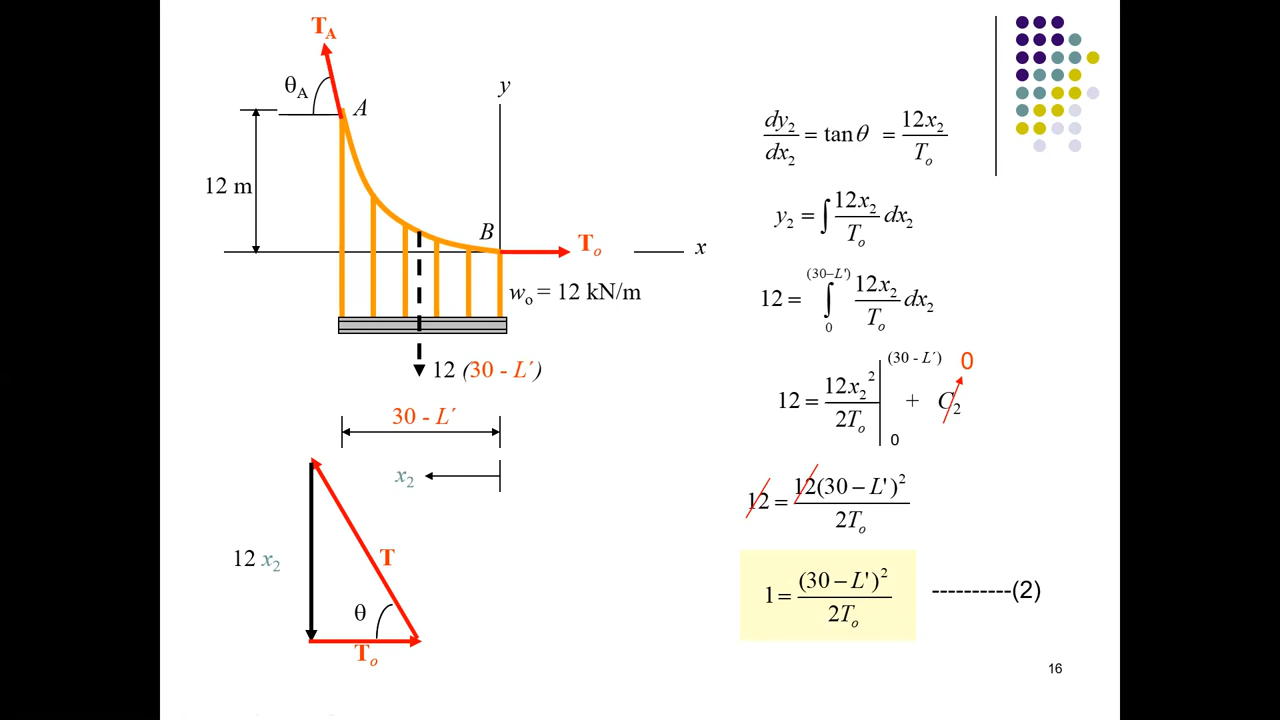 T_A
θ_A
A
y
12 m
B
T_o
x
w_o = 12 kN/m
12 (30 - L´)
30 - L´
x_2
12 x_2
T
θ
T_o
dy_2/dx_2 = tan θ = 12x_2/T_o
y_2 = ∫ 12x_2/T_o dx_2
12 = ∫_0^(30–L') 12x_2/T_o dx_2
12 = 12x_2^2/2T_o |_0^(30 - L´) + C_2 0
12 = 12(30 – L')^2/2T_o
1 = (30 – L')^2/2T_o ----------(2)
16